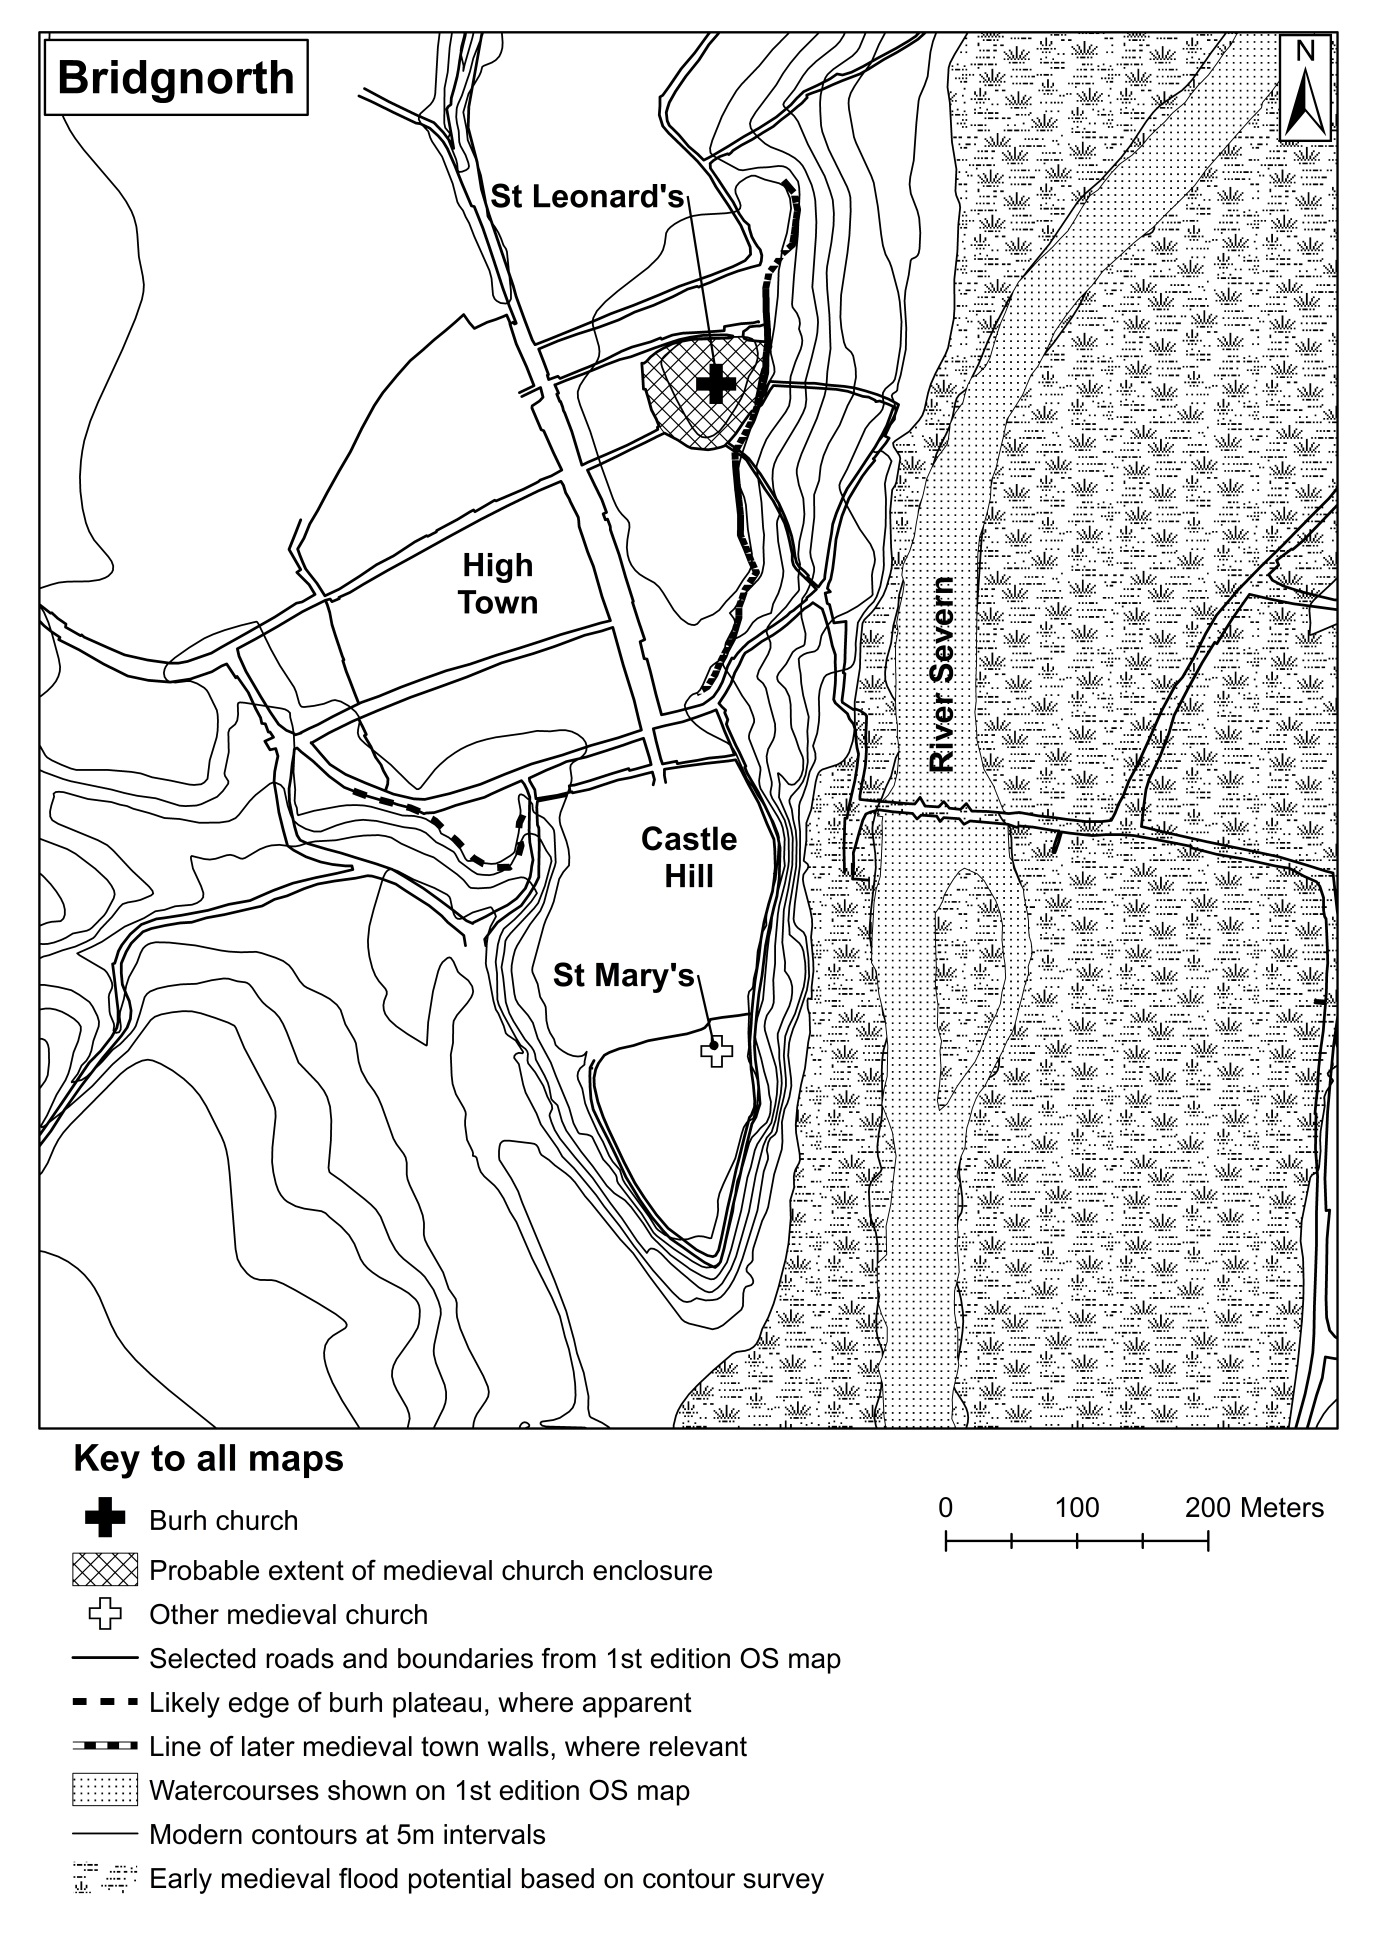 Bridgnorth
N
St Leonard's
High
Town
River Severn
Castle
Hill
St Mary's
Key to all maps
Burh church
Probable extent of medieval church enclosure
Other medieval church
Selected roads and boundaries from 1st edition OS map
Likely edge of burh plateau, where apparent
Line of later medieval town walls, where relevant
Watercourses shown on 1st edition OS map
Modern contours at 5m intervals
Early medieval flood potential based on contour survey
0 100 200 Meters